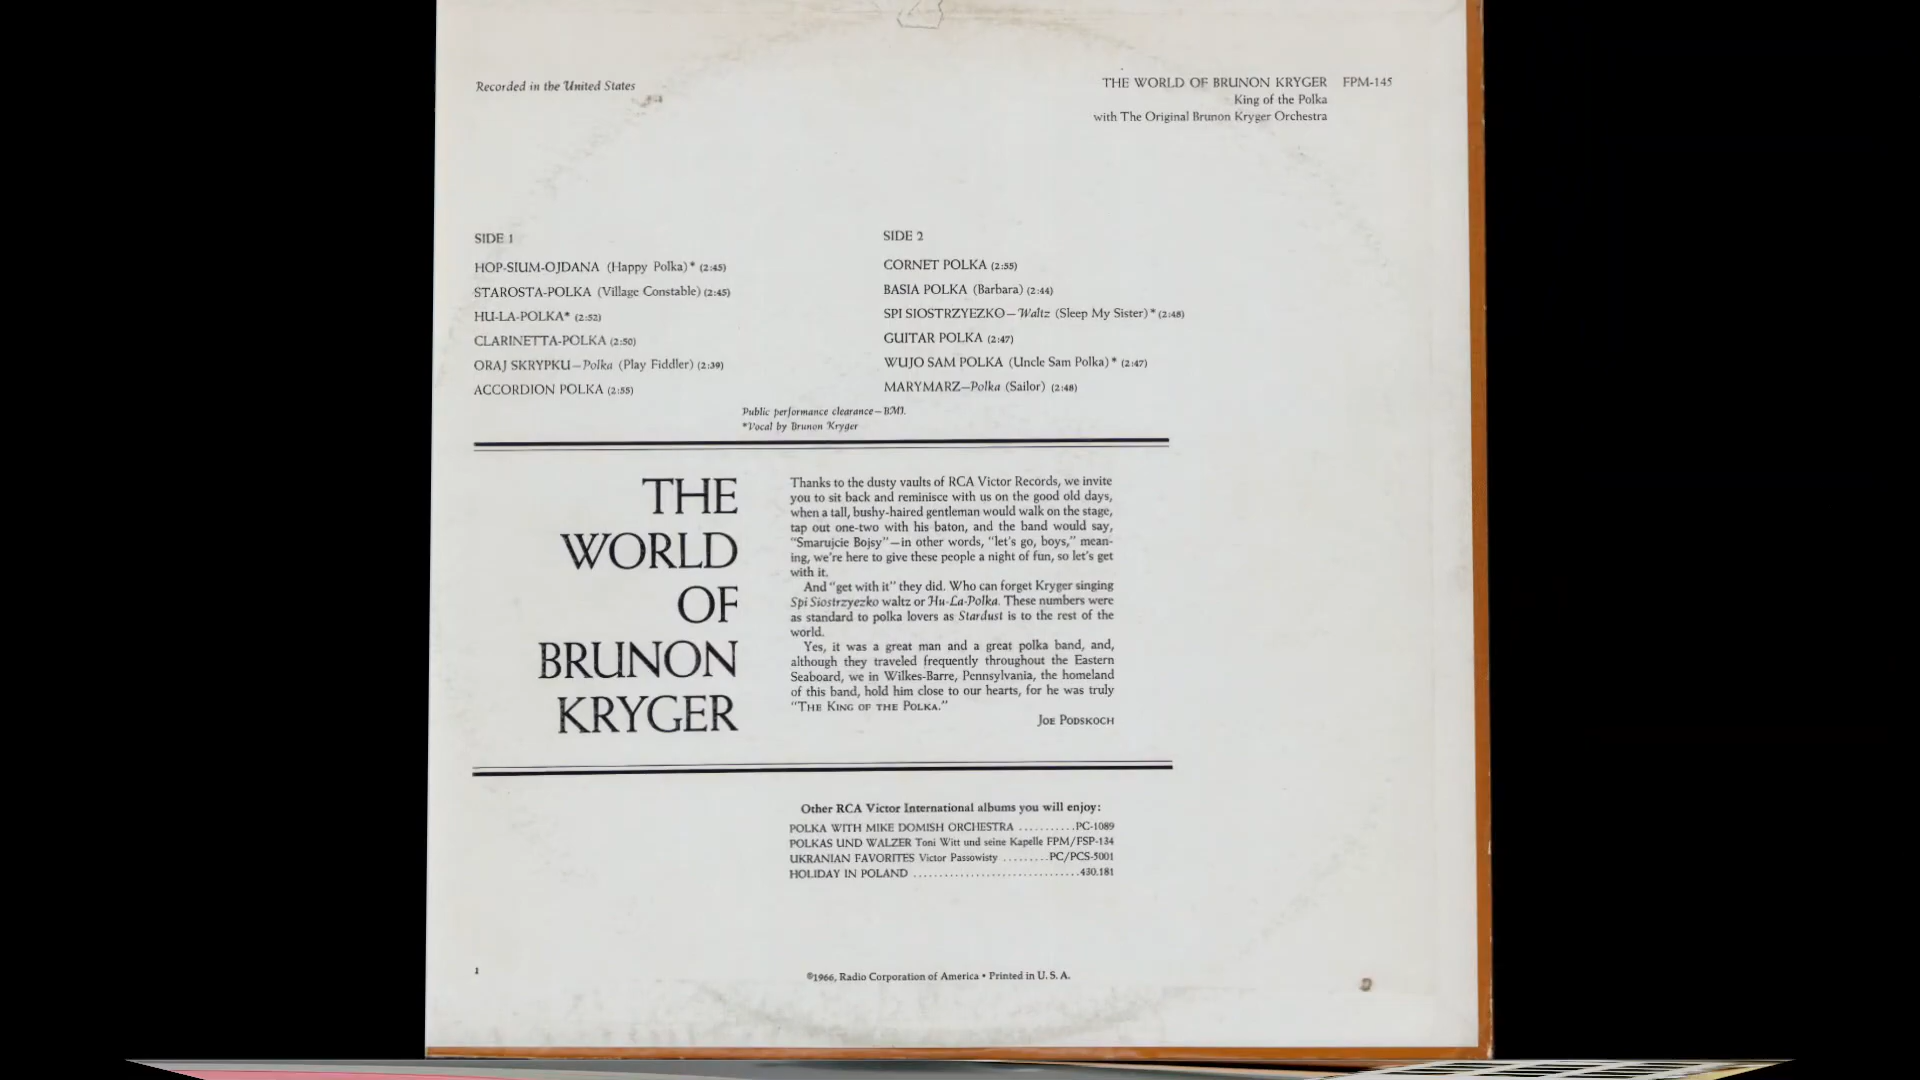 Recorded in the United States
THE WORLD OF BRUNON KRYGER FPM-145
King of the Polka
with The Original Brunon Kryger Orchestra
SIDE 1
HOP-SIUM-OJDANA (Happy Polka)* (2:45)
STAROSTA-POLKA (Village Constable) (2:45)
HU-LA-POLKA* (2:52)
CLARINETTA-POLKA (2:50)
ORAJ SKRYPKU—Polka (Play Fiddler) (2:39)
ACCORDION POLKA (2:55)
SIDE 2
CORNET POLKA (2:55)
BASIA POLKA (Barbara) (2:44)
SPI SIOSTRZYEZKO—Waltz (Sleep My Sister)* (2:48)
GUITAR POLKA (2:47)
WUJO SAM POLKA (Uncle Sam Polka)* (2:47)
MARYMARZ—Polka (Sailor) (2:48)
Public performance clearance—BMI.
*Vocal by Brunon Kryger
THE
WORLD
OF
BRUNON
KRYGER
Thanks to the dusty vaults of RCA Victor Records, we invite
you to sit back and reminisce with us on the good old days,
when a tall, bushy-haired gentleman would walk on the stage,
tap out one-two with his baton, and the band would say,
"Smarujcie Bojsy"—in other words, "let's go, boys," mean-
ing, we're here to give these people a night of fun, so let's get
with it.
And "get with it" they did. Who can forget Kryger singing
Spi Siostrzyezko waltz or Hu-La-Polka. These numbers were
as standard to polka lovers as Stardust is to the rest of the
world.
Yes, it was a great man and a great polka band, and,
although they traveled frequently throughout the Eastern
Seaboard, we in Wilkes-Barre, Pennsylvania, the homeland
of this band, hold him close to our hearts, for he was truly
"THE KING OF THE POLKA."
JOE PODSKOCH
Other RCA Victor International albums you will enjoy:
POLKA WITH MIKE DOMISH ORCHESTRA ...........PC-1089
POLKAS UND WALZER Toni Witt und seine Kapelle FPM/FSP-134
UKRANIAN FAVORITES Victor Passowisty .........PC/PCS-5001
HOLIDAY IN POLAND ................................430.181
1
©1966, Radio Corporation of America • Printed in U. S. A.